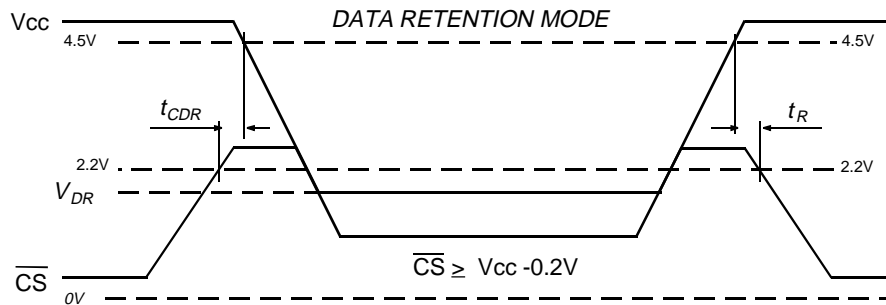 DATA RETENTION MODE
Vcc
4.5V
4.5V
tCDR
tR
2.2V
2.2V
VDR
CS
CS ≥ Vcc -0.2V
0V